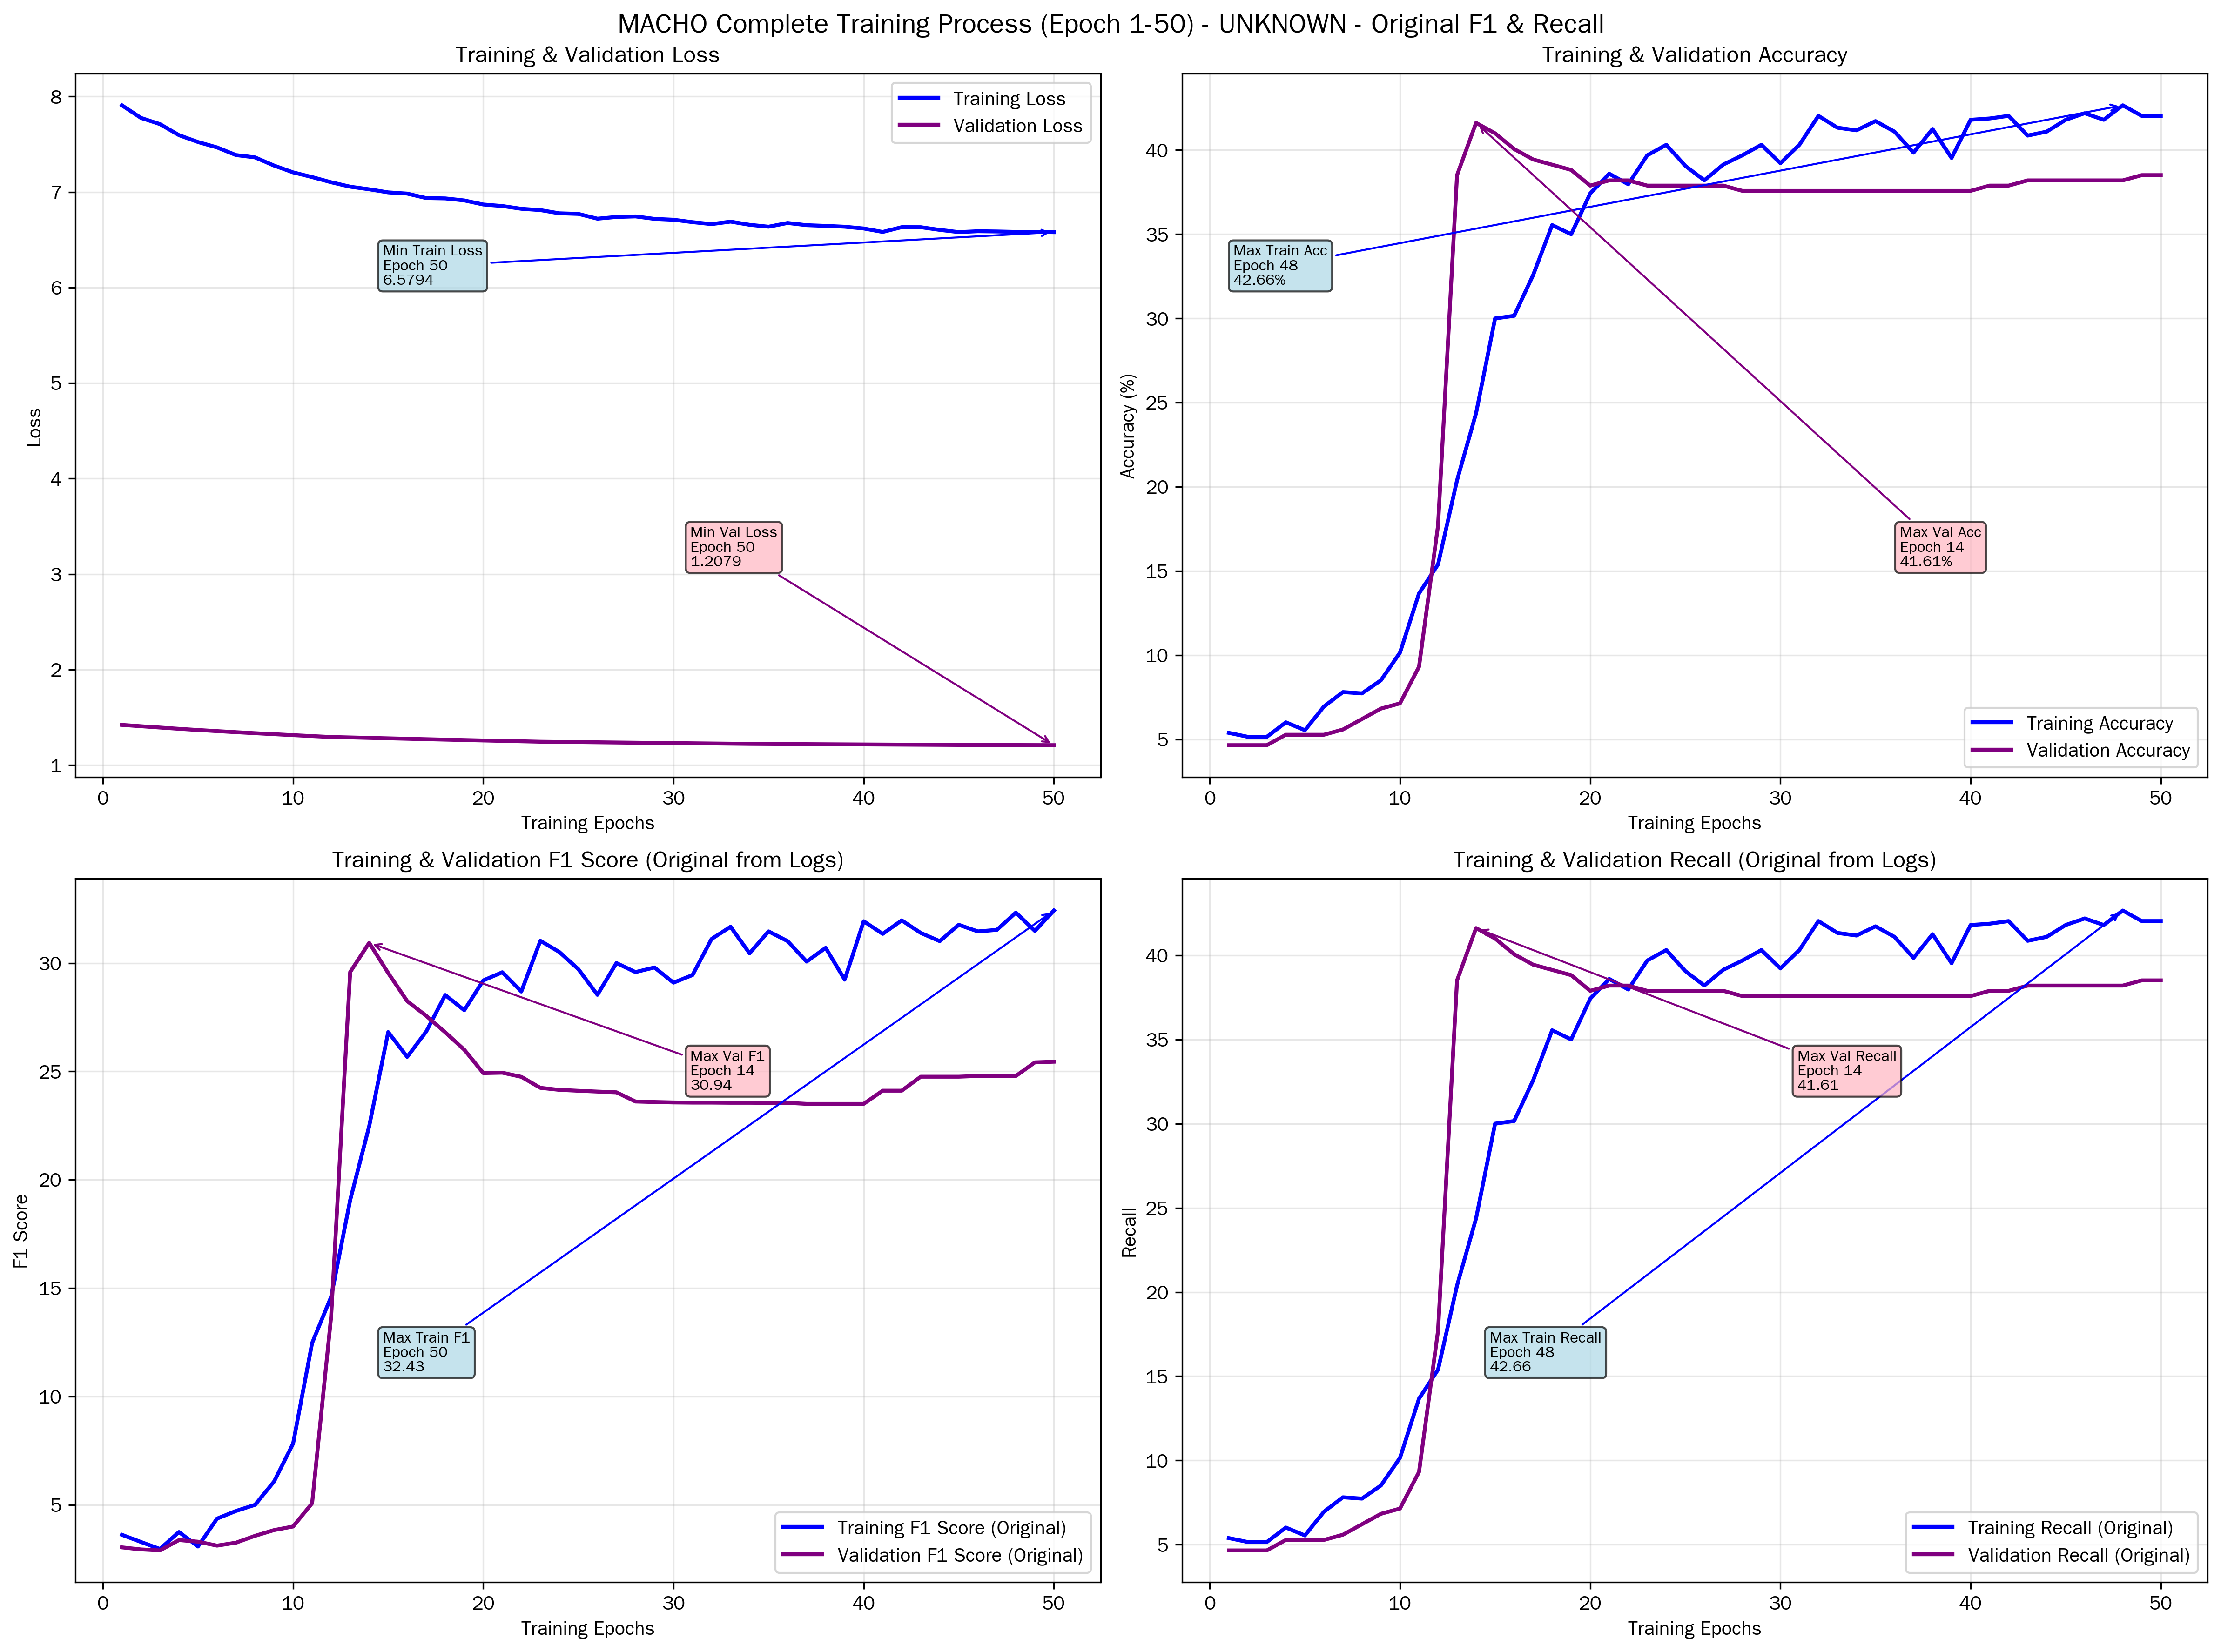 MACHO Complete Training Process (Epoch 1-50) - UNKNOWN - Original F1 & Recall
Training & Validation Loss
8
7
6
5
4
3
2
1
Loss
0
10
20
30
40
50
Training Epochs
Training Loss
Validation Loss
Min Train Loss
Epoch 50
6.5794
Min Val Loss
Epoch 50
1.2079
Training & Validation Accuracy
40
35
30
25
20
15
10
5
Accuracy (%)
0
10
20
30
40
50
Training Epochs
Max Train Acc
Epoch 48
42.66%
Max Val Acc
Epoch 14
41.61%
Training Accuracy
Validation Accuracy
Training & Validation F1 Score (Original from Logs)
30
25
20
15
10
5
F1 Score
0
10
20
30
40
50
Training Epochs
Max Val F1
Epoch 14
30.94
Max Train F1
Epoch 50
32.43
Training F1 Score (Original)
Validation F1 Score (Original)
Training & Validation Recall (Original from Logs)
40
35
30
25
20
15
10
5
Recall
0
10
20
30
40
50
Training Epochs
Max Val Recall
Epoch 14
41.61
Max Train Recall
Epoch 48
42.66
Training Recall (Original)
Validation Recall (Original)